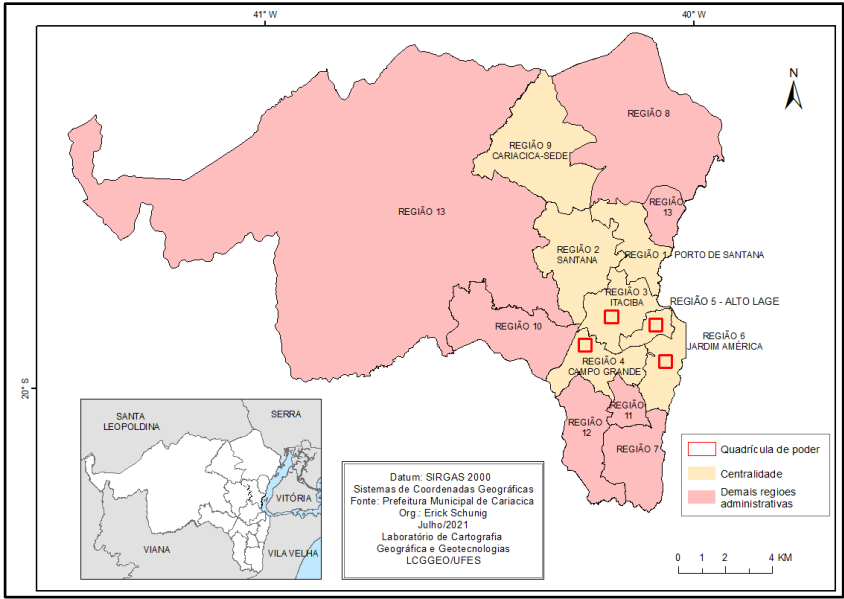 41° W
40° W
N
REGIÃO 8
REGIÃO 9
CARIACICA-SEDE
REGIÃO 13
REGIÃO
13
REGIÃO 2
SANTANA
REGIÃO 1 - PORTO DE SANTANA
REGIÃO 3
ITACIBA
REGIÃO 5 - ALTO LAGE
REGIÃO 10
REGIÃO 6
JARDIM AMÉRICA
REGIÃO 4
CAMPO GRANDE
20° S
REGIÃO
11
REGIÃO
12
REGIÃO 7
SANTA
LEOPOLDINA
SERRA
VITÓRIA
VIANA
VILA VELHA
Datum: SIRGAS 2000
Sistemas de Coordenadas Geográficas
Fonte: Prefeitura Municipal de Cariacica
Org.: Erick Schunig
Julho/2021
Laboratório de Cartografia
Geográfica e Geotecnologias
LCGGEO/UFES
Quadrícula de poder
Centralidade
Demais regioes
administrativas
0 1 2 4 KM